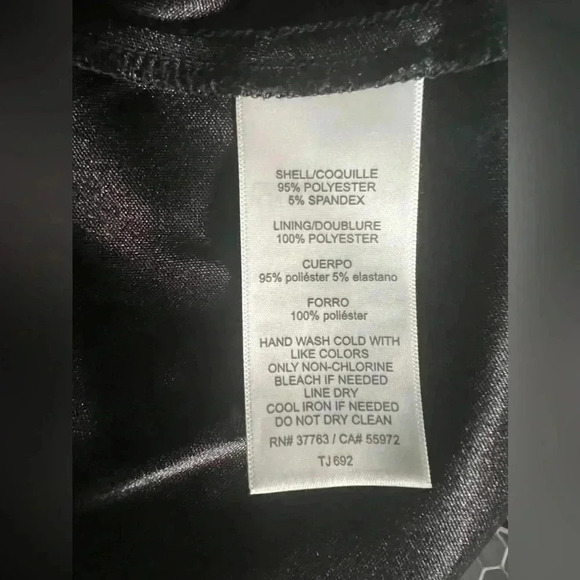 SHELL/COQUILLE
95% POLYESTER
5% SPANDEX
LINING/DOUBLURE
100% POLYESTER
CUERPO
95% poliéster 5% elastano
FORRO
100% poliéster
HAND WASH COLD WITH
LIKE COLORS
ONLY NON-CHLORINE
BLEACH IF NEEDED
LINE DRY
COOL IRON IF NEEDED
DO NOT DRY CLEAN
RN# 37763 / CA# 55972
TJ 692